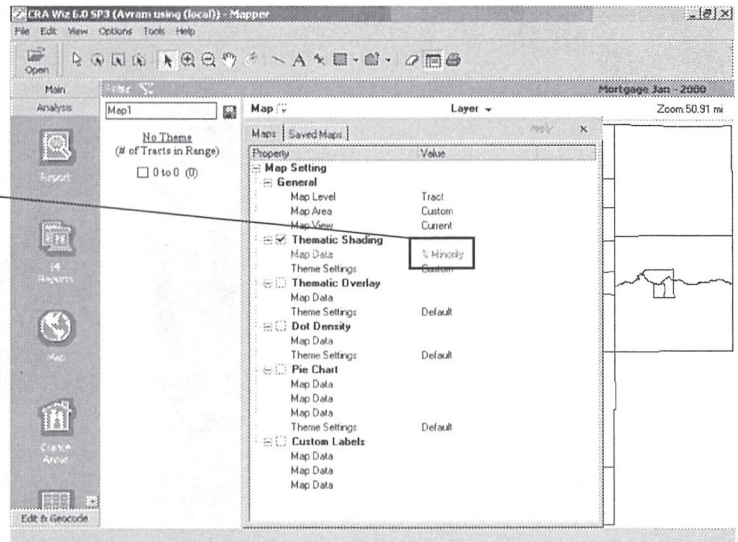 CRA Wiz 6.0 SP3 (Avram using (local)) - Mapper
File Edit View Options Tools Help
Open
Main
Mortgage Jan - 2000
Analysis
Map1
Map
Layer
Zoom: 50.91 mi
No Theme
(# of Tracts in Range)
0 to 0 (0)
Maps
Saved Maps
Apply
×
Property Value
Map Setting
General
Map Level Tract
Map Area Custom
Map View Current
Thematic Shading
Map Data % Minority
Theme Settings Custom
Thematic Overlay
Map Data
Theme Settings Default
Dot Density
Map Data
Theme Settings Default
Pie Chart
Map Data
Map Data
Map Data
Theme Settings Default
Custom Labels
Map Data
Map Data
Map Data
Report
Reports
Map
Areas
Edit & Geocode